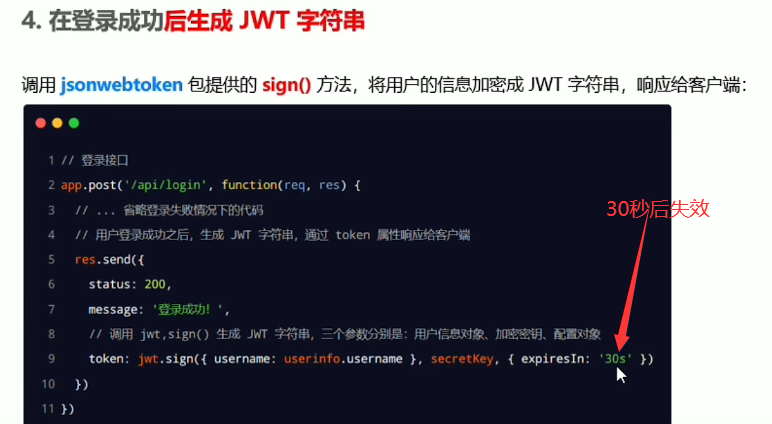 4. 在登录成功后生成 JWT 字符串
调用 jsonwebtoken 包提供的 sign() 方法，将用户的信息加密成 JWT 字符串，响应给客户端：
1 // 登录接口
2 app.post('/api/login', function(req, res) {
3 // ... 省略登录失败情况下的代码
30秒后失效
4 // 用户登录成功之后，生成 JWT 字符串，通过 token 属性响应给客户端
5 res.send({
6 status: 200,
7 message: '登录成功！',
8 // 调用 jwt,sign() 生成 JWT 字符串，三个参数分别是：用户信息对象、加密密钥、配置对象
9 token: jwt.sign({ username: userinfo.username }, secretKey, { expiresIn: '30s' })
10 })
11 })